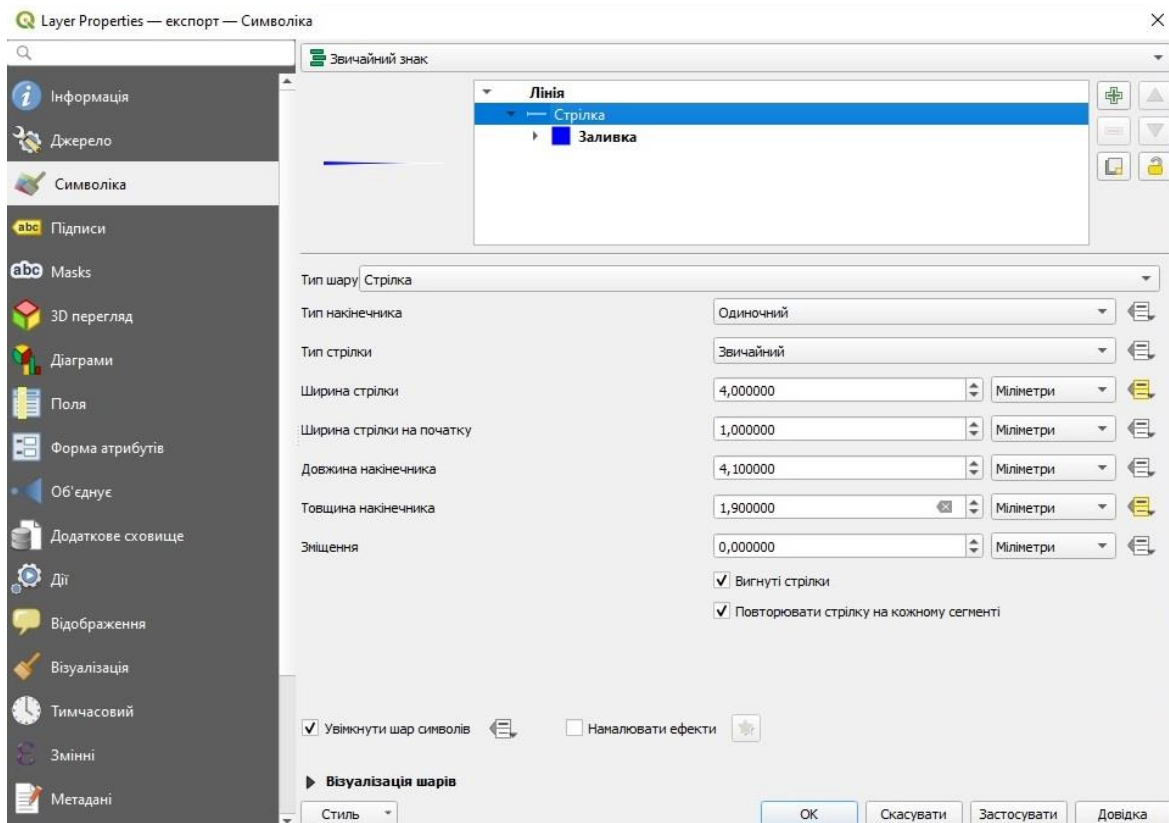 Layer Properties — експорт — Символіка
Звичайний знак
Інформація
Джерело
Символіка
abc Підписи
abc Masks
3D перегляд
Діаграми
Поля
Форма атрибутів
Об'єднує
Додаткове сховище
Дії
Відображення
Візуалізація
Тимчасовий
Змінні
Метадані
Лінія
Стрілка
Заливка
Тип шару Стрілка
Тип накінечника Одиночний
Тип стрілки Звичайний
Ширина стрілки 4,000000 Міліметри
Ширина стрілки на початку 1,000000 Міліметри
Довжина накінечника 4,100000 Міліметри
Товщина накінечника 1,900000 Міліметри
Зміщення 0,000000 Міліметри
Вигнуті стрілки
Повторювати стрілку на кожному сегменті
Увімкнути шар символів Намалювати ефекти
Візуалізація шарів
Стиль OK Скасувати Застосувати Довідка